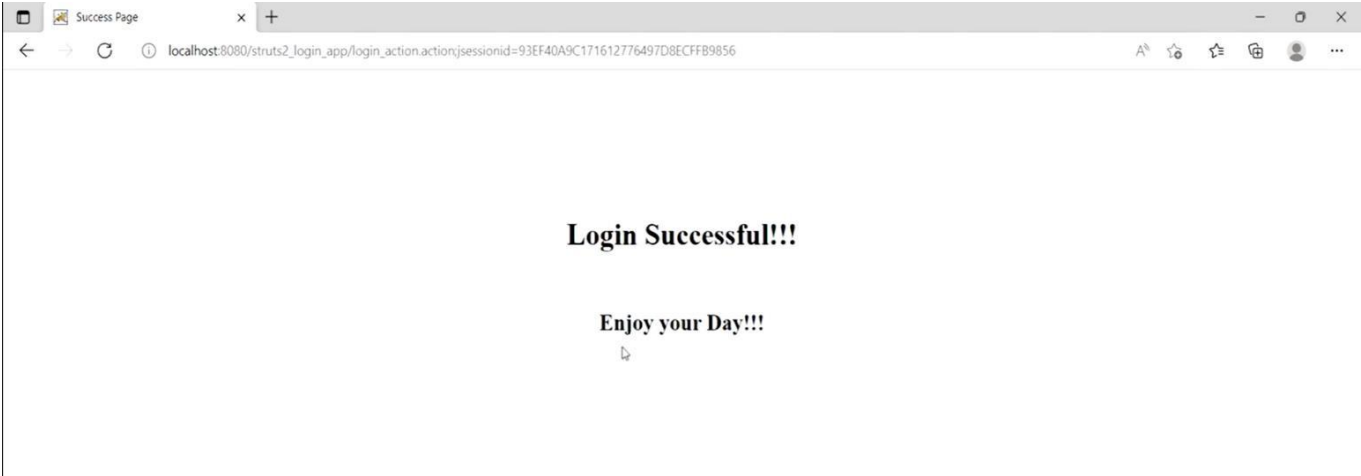 Success Page
localhost:8080/struts2_login_app/login_action.action;jsessionid=93EF40A9C171612776497D8ECFFB9856
Login Successful!!!
Enjoy your Day!!!